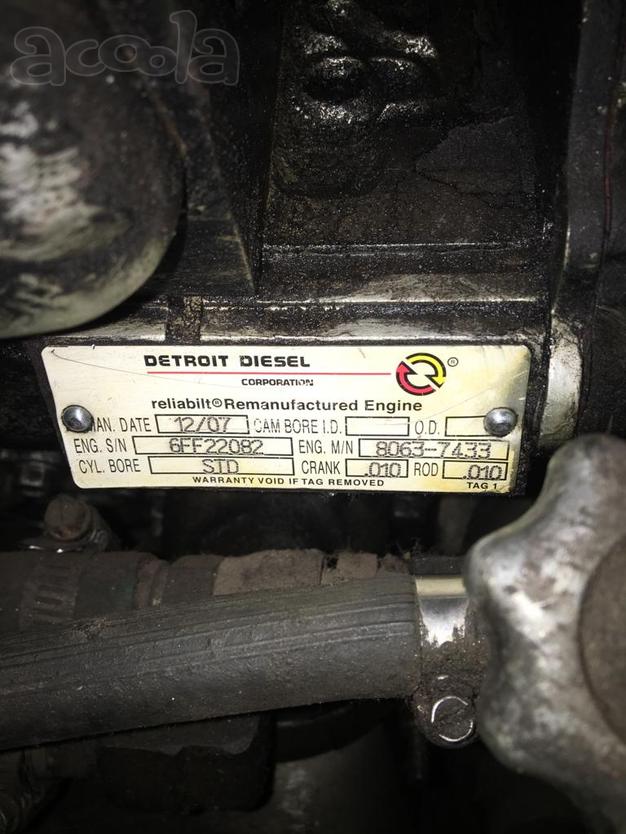 acoola
DETROIT DIESEL
CORPORATION
reliabilt®Remanufactured Engine ®
MAN. DATE 12/07 CAM BORE I.D. O.D.
ENG. S/N 6FF22082 ENG. M/N 8063-7433
CYL. BORE STD CRANK .010 ROD .010
WARRANTY VOID IF TAG REMOVED TAG 1